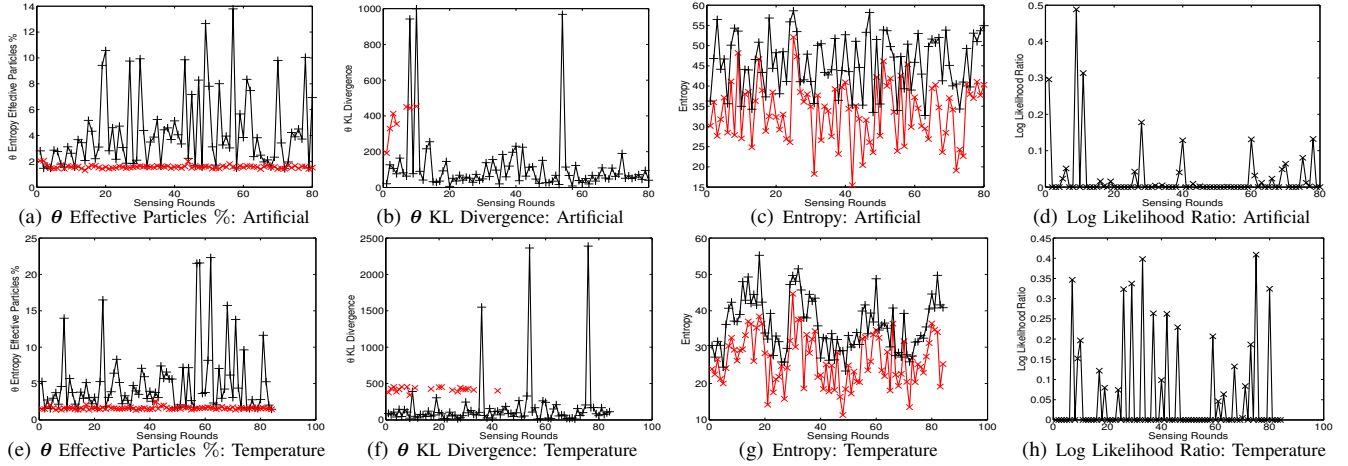 θ Entropy Effective Particles %
14
12
10
8
6
4
2
0
0 20 40 60 80
Sensing Rounds
(a) θ Effective Particles %: Artificial
θ KL Divergence
1000
800
600
400
200
0
0 20 40 60 80
Sensing Rounds
(b) θ KL Divergence: Artificial
Entropy
60
55
50
45
40
35
30
25
20
15
0 20 40 60 80
Sensing Rounds
(c) Entropy: Artificial
Log Likelihood Ratio
0.5
0.4
0.3
0.2
0.1
0
0 20 40 60 80
Sensing Rounds
(d) Log Likelihood Ratio: Artificial
θ Entropy Effective Particles %
25
20
15
10
5
0
0 20 40 60 80 100
Sensing Rounds
(e) θ Effective Particles %: Temperature
θ KL Divergence
2500
2000
1500
1000
500
0
0 20 40 60 80 100
Sensing Rounds
(f) θ KL Divergence: Temperature
Entropy
60
50
40
30
20
10
0 20 40 60 80 100
Sensing Rounds
(g) Entropy: Temperature
Log Likelihood Ratio
0.45
0.4
0.35
0.3
0.25
0.2
0.15
0.1
0.05
0
0 20 40 60 80 100
Sensing Rounds
(h) Log Likelihood Ratio: Temperature